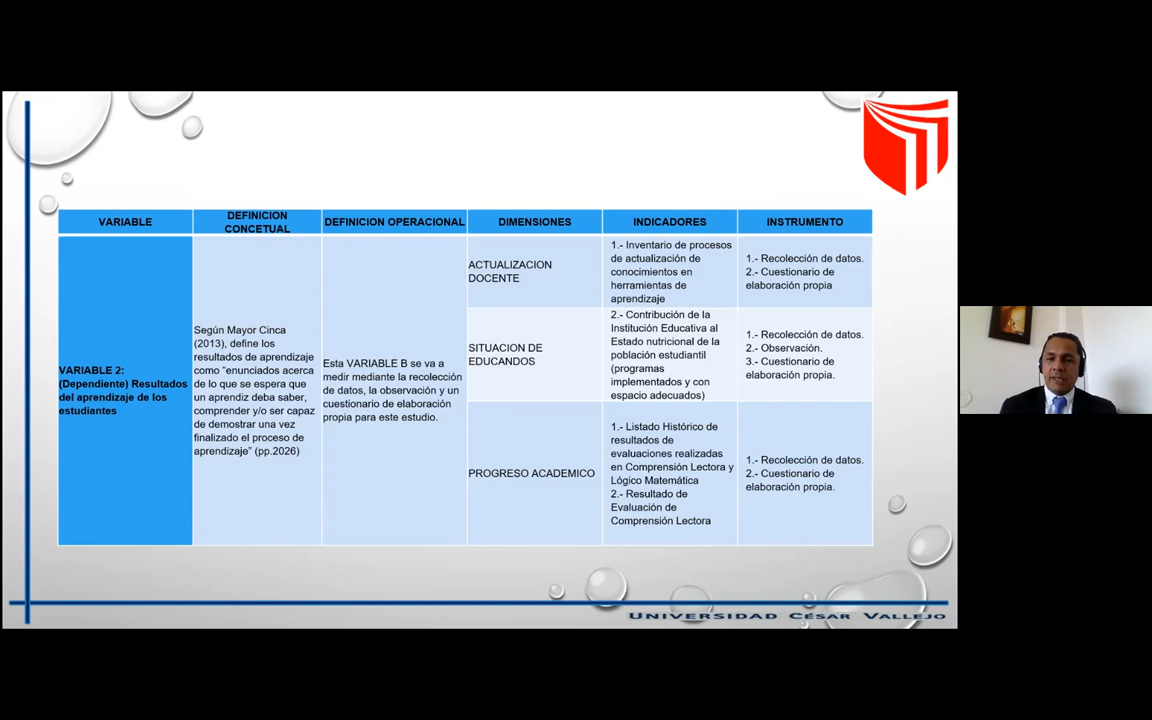 VARIABLE
DEFINICION
CONCETUAL
DEFINICION OPERACIONAL
DIMENSIONES
INDICADORES
INSTRUMENTO
VARIABLE 2:
(Dependiente) Resultados
del aprendizaje de los
estudiantes
Según Mayor Cinca
(2013), define los
resultados de aprendizaje
como “enunciados acerca
de lo que se espera que
un aprendiz deba saber,
comprender y/o ser capaz
de demostrar una vez
finalizado el proceso de
aprendizaje” (pp.2026)
Esta VARIABLE B se va a
medir mediante la recolección
de datos, la observación y un
cuestionario de elaboración
propia para este estudio.
ACTUALIZACION
DOCENTE
1.- Inventario de procesos
de actualización de
conocimientos en
herramientas de
aprendizaje
1.- Recolección de datos.
2.- Cuestionario de
elaboración propia
SITUACION DE
EDUCANDOS
2.- Contribución de la
Institución Educativa al
Estado nutricional de la
población estudiantil
(programas
implementados y con
espacio adecuados)
1.- Recolección de datos.
2.- Observación.
3.- Cuestionario de
elaboración propia.
PROGRESO ACADEMICO
1.- Listado Histórico de
resultados de
evaluaciones realizadas
en Comprensión Lectora y
Lógico Matemática
2.- Resultado de
Evaluación de
Comprensión Lectora
1.- Recolección de datos.
2.- Cuestionario de
elaboración propia.
UNIVERSIDAD CÉSAR VALLEJO